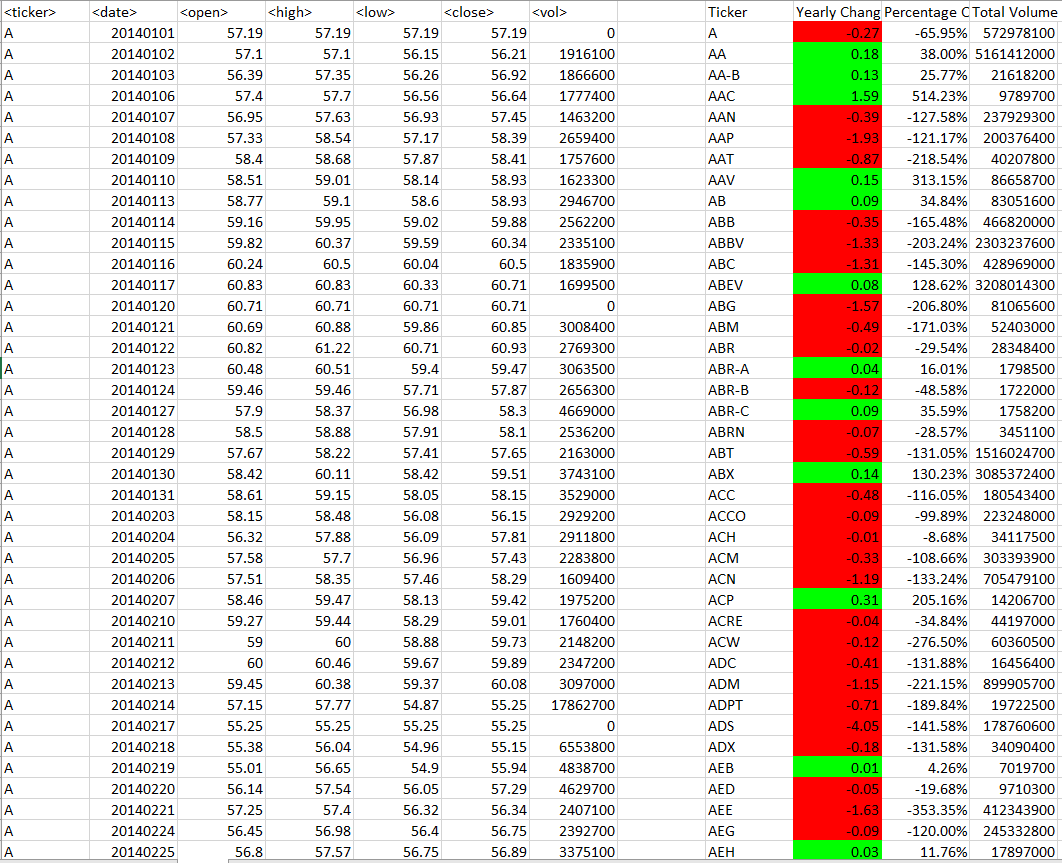 <ticker> <date> <open> <high> <low> <close> <vol> Ticker Yearly Chang Percentage C Total Volume
A 20140101 57.19 57.19 57.19 57.19 0 A -0.27 -65.95% 572978100
A 20140102 57.1 57.1 56.15 56.21 1916100 AA 0.18 38.00% 5161412000
A 20140103 56.39 57.35 56.26 56.92 1866600 AA-B 0.13 25.77% 21618200
A 20140106 57.4 57.7 56.56 56.64 1777400 AAC 1.59 514.23% 9789700
A 20140107 56.95 57.63 56.93 57.45 1463200 AAN -0.39 -127.58% 237929300
A 20140108 57.33 58.54 57.17 58.39 2659400 AAP -1.93 -121.17% 200376400
A 20140109 58.4 58.68 57.87 58.41 1757600 AAT -0.87 -218.54% 40207800
A 20140110 58.51 59.01 58.14 58.93 1623300 AAV 0.15 313.15% 86658700
A 20140113 58.77 59.1 58.6 58.93 2946700 AB 0.09 34.84% 83051600
A 20140114 59.16 59.95 59.02 59.88 2562200 ABB -0.35 -165.48% 466820000
A 20140115 59.82 60.37 59.59 60.34 2335100 ABBV -1.33 -203.24% 2303237600
A 20140116 60.24 60.5 60.04 60.5 1835900 ABC -1.31 -145.30% 428969000
A 20140117 60.83 60.83 60.33 60.71 1699500 ABEV 0.08 128.62% 3208014300
A 20140120 60.71 60.71 60.71 60.71 0 ABG -1.57 -206.80% 81065600
A 20140121 60.69 60.88 59.86 60.85 3008400 ABM -0.49 -171.03% 52403000
A 20140122 60.82 61.22 60.71 60.93 2769300 ABR -0.02 -29.54% 28348400
A 20140123 60.48 60.51 59.4 59.47 3063500 ABR-A 0.04 16.01% 1798500
A 20140124 59.46 59.46 57.71 57.87 2656300 ABR-B -0.12 -48.58% 1722000
A 20140127 57.9 58.37 56.98 58.3 4669000 ABR-C 0.09 35.59% 1758200
A 20140128 58.5 58.88 57.91 58.1 2536200 ABRN -0.07 -28.57% 3451100
A 20140129 57.67 58.22 57.41 57.65 2163000 ABT -0.59 -131.05% 1516024700
A 20140130 58.42 60.11 58.42 59.51 3743100 ABX 0.14 130.23% 3085372400
A 20140131 58.61 59.15 58.05 58.15 3529000 ACC -0.48 -116.05% 180543400
A 20140203 58.15 58.48 56.08 56.15 2929200 ACCO -0.09 -99.89% 223248000
A 20140204 56.32 57.88 56.09 57.81 2911800 ACH -0.01 -8.68% 34117500
A 20140205 57.58 57.7 56.96 57.43 2283800 ACM -0.33 -108.66% 303393900
A 20140206 57.51 58.35 57.46 58.29 1609400 ACN -1.19 -133.24% 705479100
A 20140207 58.46 59.47 58.13 59.42 1975200 ACP 0.31 205.16% 14206700
A 20140210 59.27 59.44 58.29 59.01 1760400 ACRE -0.04 -34.84% 44197000
A 20140211 59 60 58.88 59.73 2148200 ACW -0.12 -276.50% 60360500
A 20140212 60 60.46 59.67 59.89 2347200 ADC -0.41 -131.88% 16456400
A 20140213 59.45 60.38 59.37 60.08 3097000 ADM -1.15 -221.15% 899905700
A 20140214 57.15 57.77 54.87 55.25 17862700 ADPT -0.71 -189.84% 19722500
A 20140217 55.25 55.25 55.25 55.25 0 ADS -4.05 -141.58% 178760600
A 20140218 55.38 56.04 54.96 55.15 6553800 ADX -0.18 -131.58% 34090400
A 20140219 55.01 56.65 54.9 55.94 4838700 AEB 0.01 4.26% 7019700
A 20140220 56.14 57.54 56.05 57.29 4629700 AED -0.05 -19.68% 9710300
A 20140221 57.25 57.4 56.32 56.34 2407100 AEE -1.63 -353.35% 412343900
A 20140224 56.45 56.98 56.4 56.75 2392700 AEG -0.09 -120.00% 245332800
A 20140225 56.8 57.57 56.75 56.89 3375100 AEH 0.03 11.76% 17897000